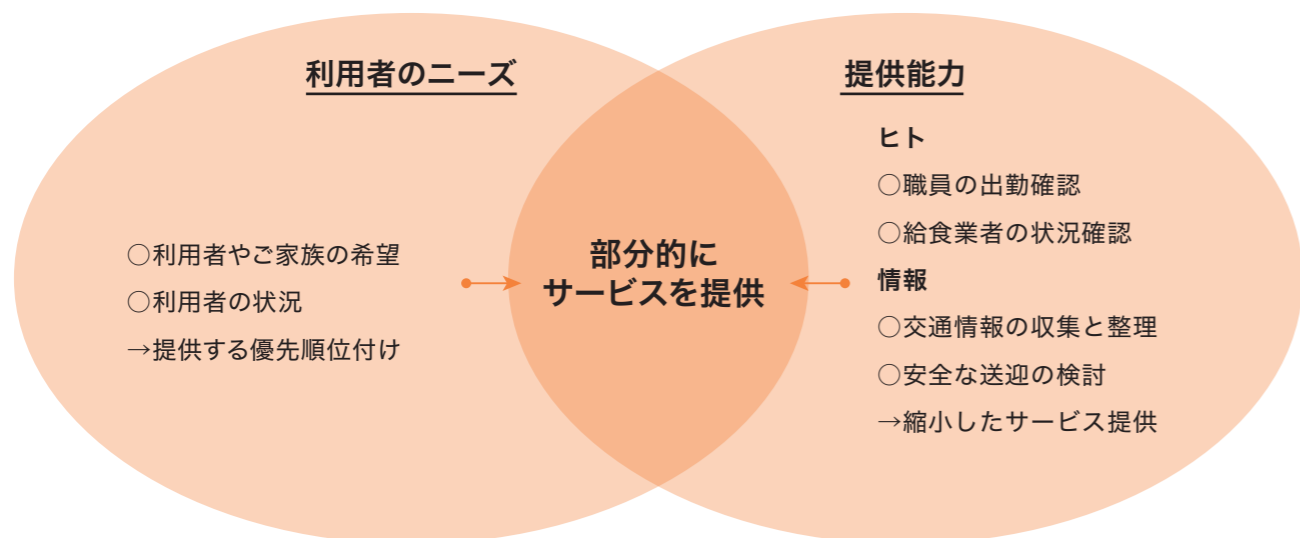 利用者のニーズ
○利用者やご家族の希望
○利用者の状況
→提供する優先順位付け
部分的に
サービスを提供
提供能力
ヒト
○職員の出勤確認
○給食業者の状況確認
情報
○交通情報の収集と整理
○安全な送迎の検討
→縮小したサービス提供